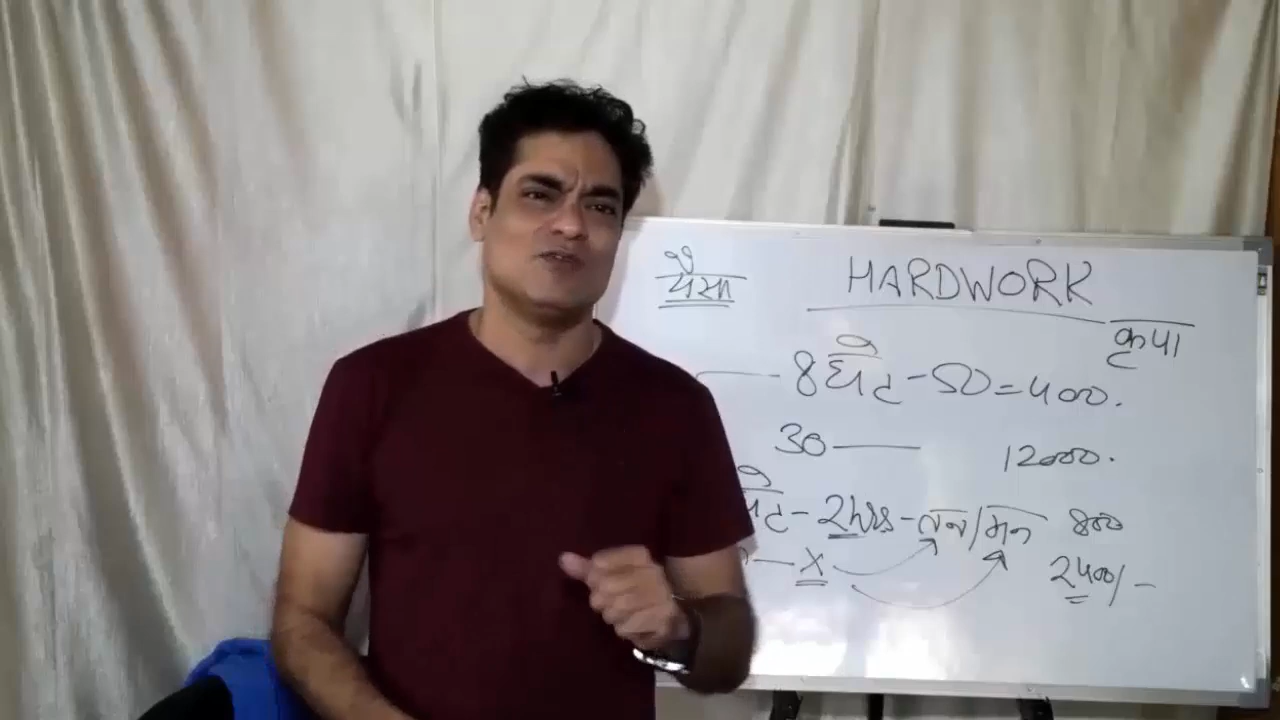 पैसा HARDWORK
कृपा
8 घंटे - 50 = 400.
30 — 12000.
घंटे - 2hrs - तन/मन 800
— X 2400/-